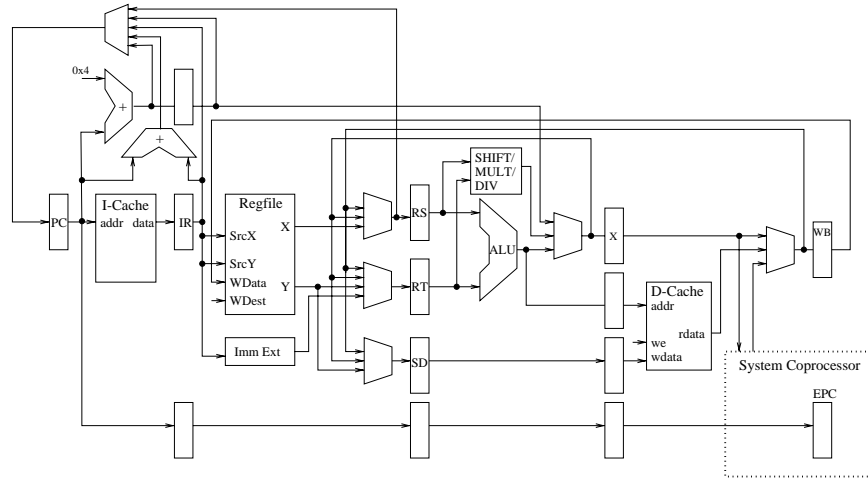 0x4
+
+
SHIFT/
MULT/
DIV
I-Cache
addr data
PC
IR
Regfile
X
SrcX
SrcY
Y
WData
WDest
RS
ALU
RT
X
WB
D-Cache
addr
rdata
we
wdata
Imm Ext
SD
System Coprocessor
EPC